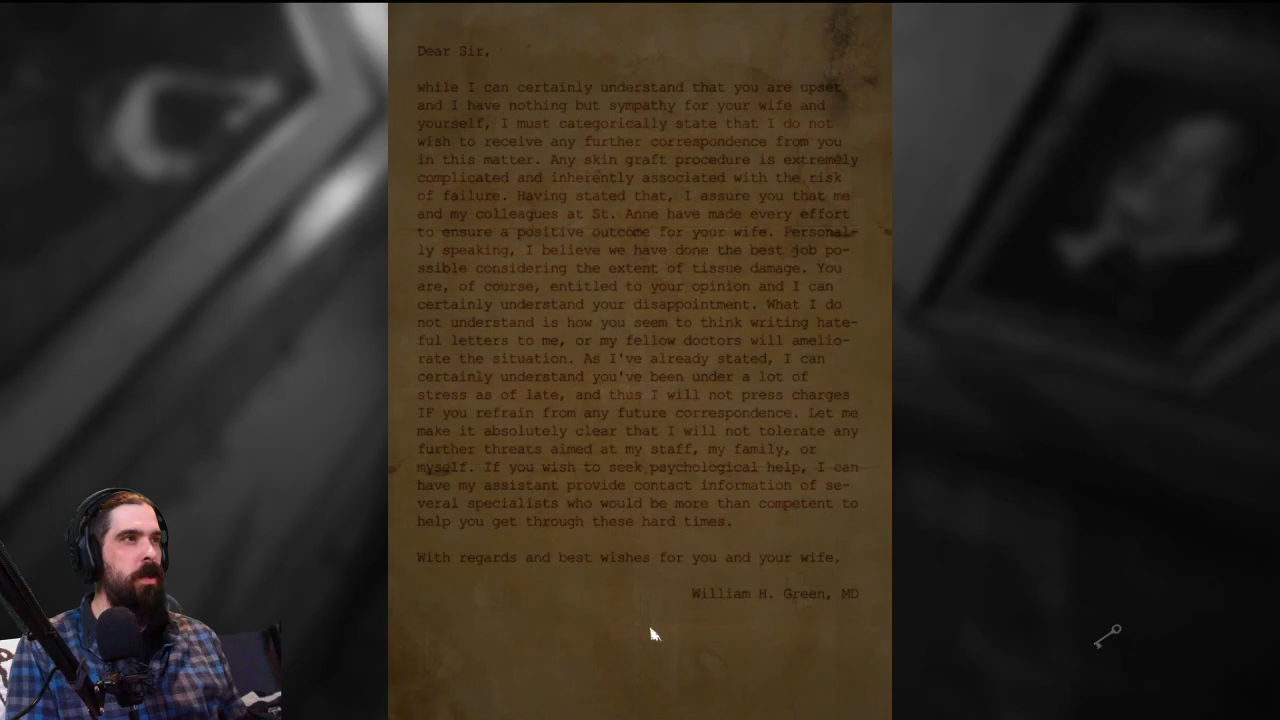 Dear Sir,
while I can certainly understand that you are upset
and I have nothing but sympathy for your wife and
yourself, I must categorically state that I do not
wish to receive any further correspondence from you
in this matter. Any skin graft procedure is extremely
complicated and inherently associated with the risk
of failure. Having stated that, I assure you that me
and my colleagues at St. Anne have made every effort
to ensure a positive outcome for your wife. Personal-
ly speaking, I believe we have done the best job po-
ssible considering the extent of tissue damage. You
are, of course, entitled to your opinion and I can
certainly understand your disappointment. What I do
not understand is how you seem to think writing hate-
ful letters to me, or my fellow doctors will amelio-
rate the situation. As I've already stated, I can
certainly understand you've been under a lot of
stress as of late, and thus I will not press charges
IF you refrain from any future correspondence. Let me
make it absolutely clear that I will not tolerate any
further threats aimed at my staff, my family, or
myself. If you wish to seek psychological help, I can
have my assistant provide contact information of se-
veral specialists who would be more than competent to
help you get through these hard times.
With regards and best wishes for you and your wife,
William H. Green, MD